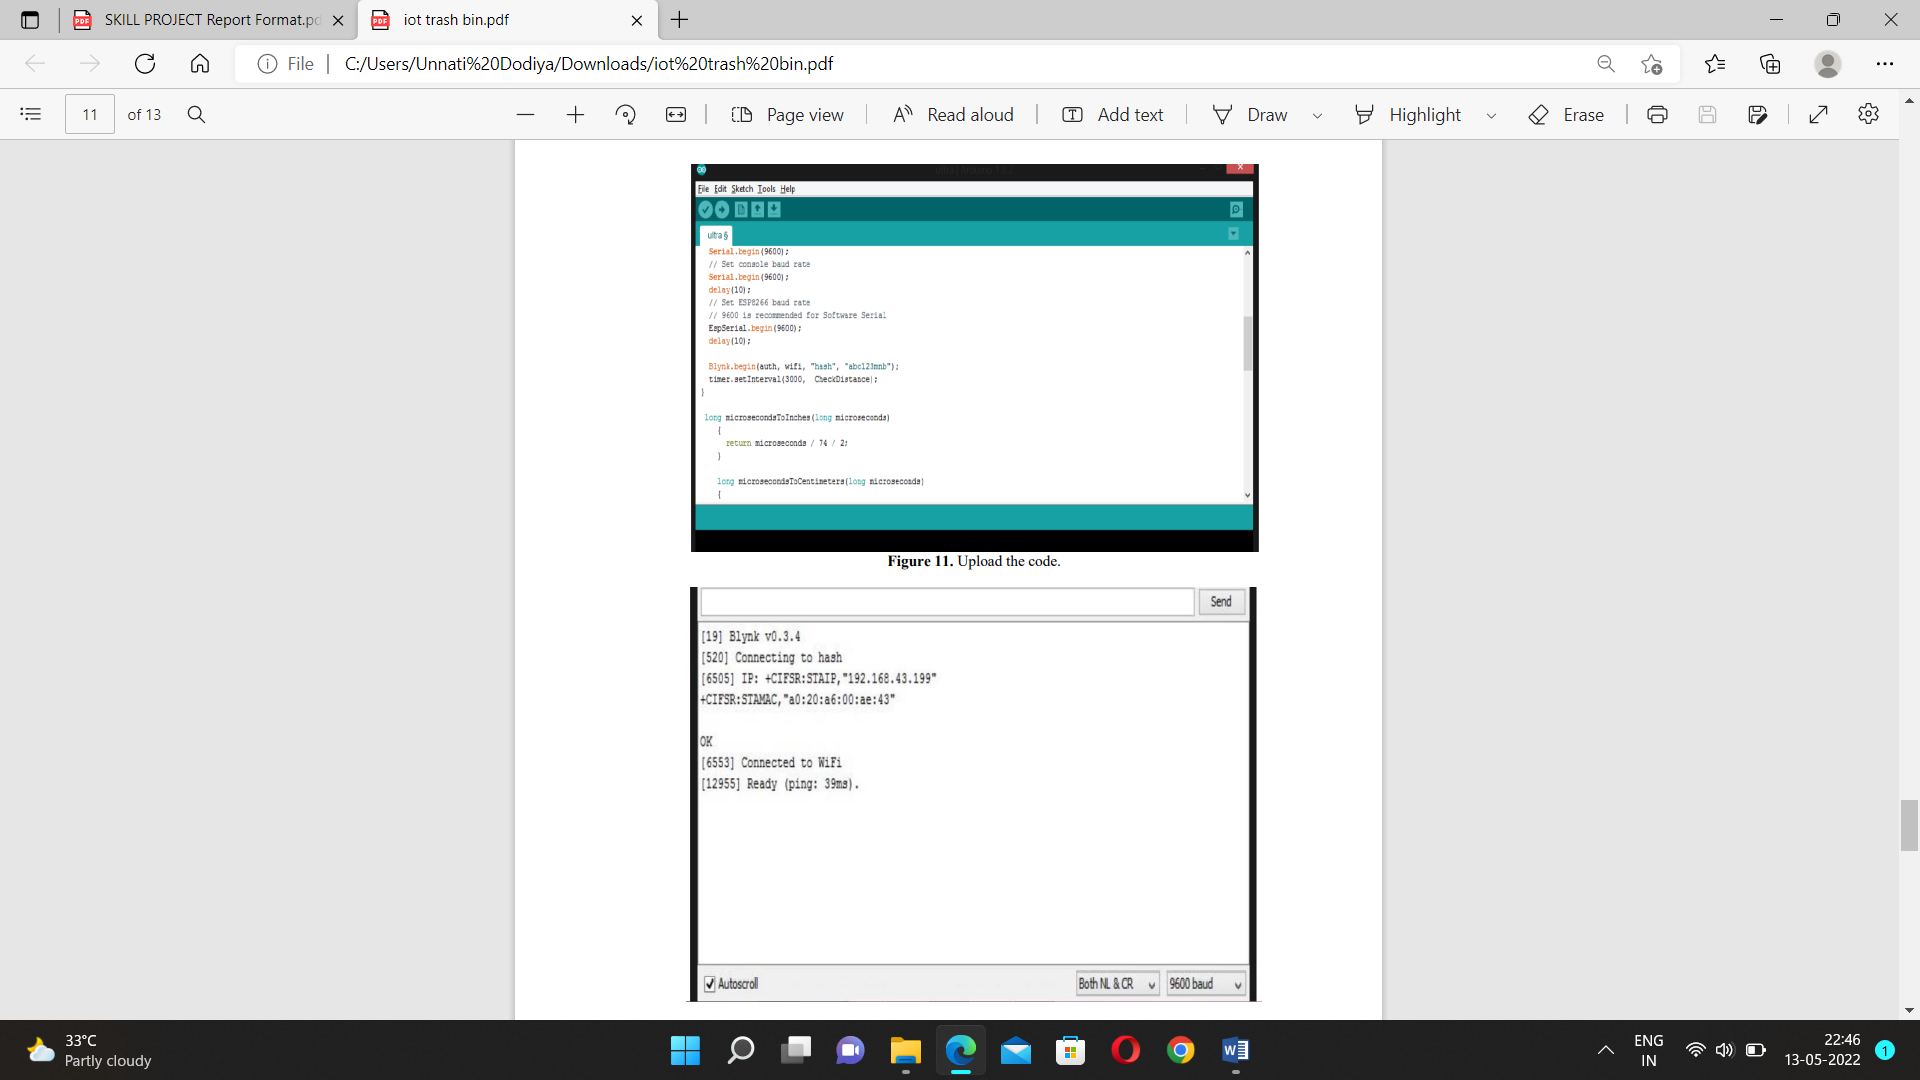 SKILL PROJECT Report Format.pd
iot trash bin.pdf
File
C:/Users/Unnati%20Dodiya/Downloads/iot%20trash%20bin.pdf
11 of 13
Page view
Read aloud
Add text
Draw
Highlight
Erase
File Edit Sketch Tools Help
ultra §
Serial.begin(9600);
// Set console baud rate
Serial.begin(9600);
delay(10);
// Set ESP8266 baud rate
// 9600 is recommended for Software Serial
EspSerial.begin(9600);
delay(10);
Blynk.begin(auth, wifi, "hash", "abc123mnb");
timer.setInterval(3000, CheckDistance);
}
long microsecondsToInches(long microseconds)
{
return microseconds / 74 / 2;
}
long microsecondsToCentimeters(long microseconds)
{
Figure 11. Upload the code.
Send
[19] Blynk v0.3.4
[520] Connecting to hash
[6505] IP: +CIFSR:STAIP,"192.168.43.199"
+CIFSR:STAMAC,"a0:20:a6:00:ae:43"
OK
[6553] Connected to WiFi
[12955] Ready (ping: 39ms).
Autoscroll
Both NL & CR
9600 baud
33°C
Partly cloudy
ENG
IN
22:46
13-05-2022
1